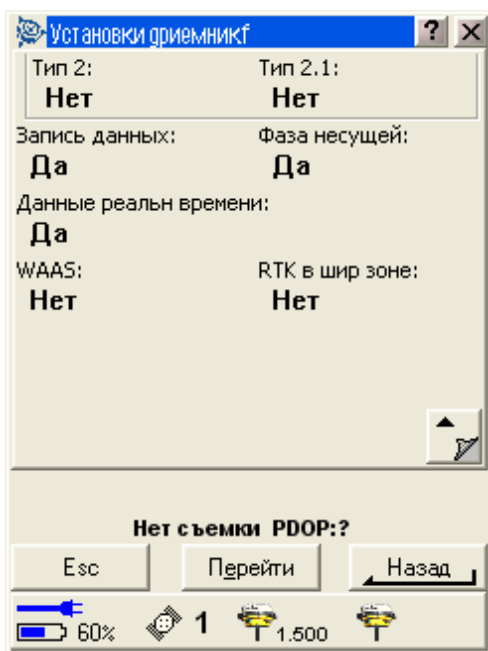 Установки gриемникf ? ×
Тип 2: Тип 2.1:
Нет Нет
Запись данных: Фаза несущей:
Да Да
Данные реальн времени:
Да
WAAS: RTK в шир зоне:
Нет Нет
Нет съемки PDOP:?
Esc Перейти Назад
60% 1 1.500